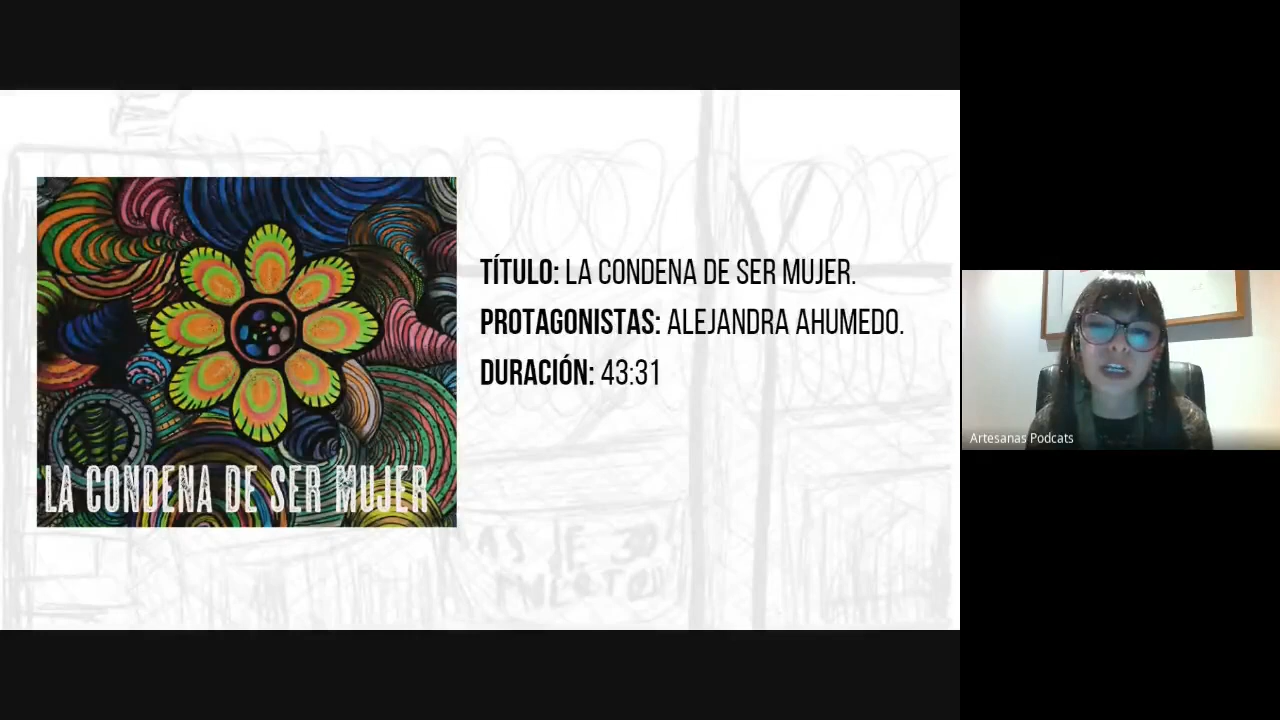 TÍTULO: LA CONDENA DE SER MUJER.
PROTAGONISTAS: ALEJANDRA AHUMEDO.
DURACIÓN: 43:31
LA CONDENA DE SER MUJER
Artesanas Podcats